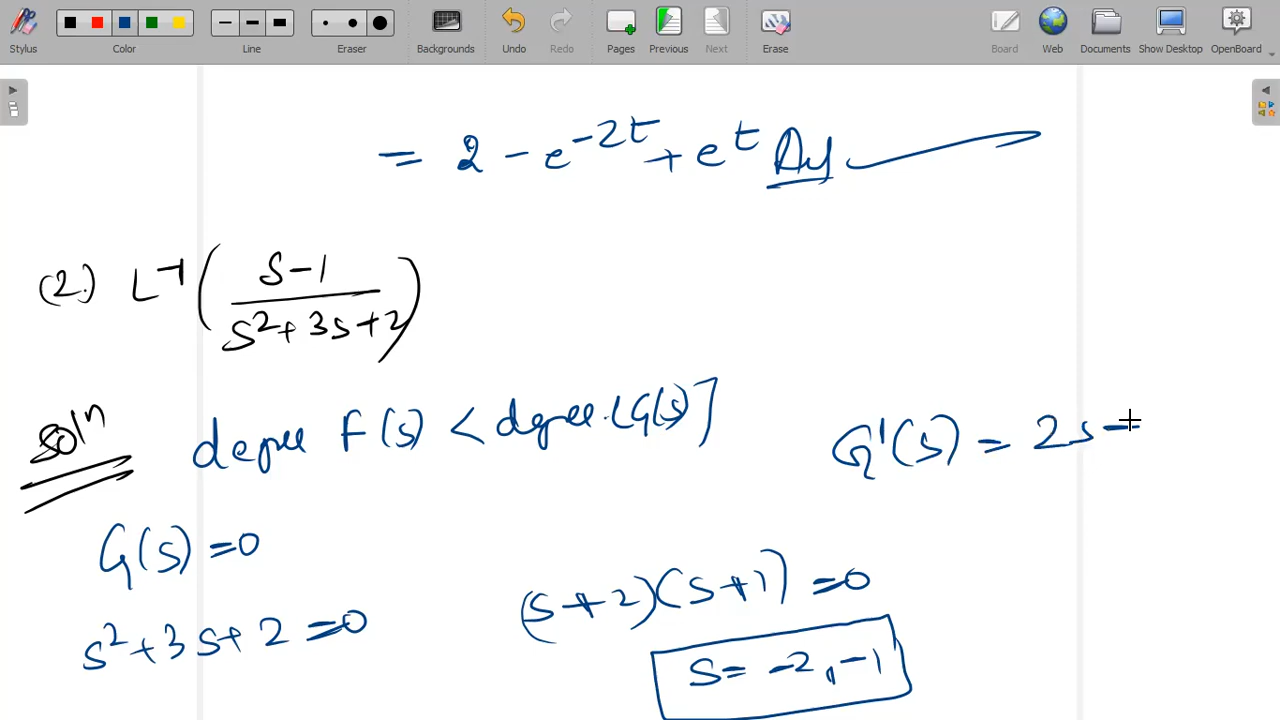 Stylus Color Line Eraser Backgrounds Undo Redo Pages Previous Next Erase Board Web Documents Show Desktop OpenBoard
= 2 - e^-2t + e^t
(2.) L^-1 ( s-1 / s^2+3s+2 )
Soln degree F(s) < degree [G(s)] G'(s) = 2s
G(s) =0
(s+2)(s+1) =0
s^2+3s+2 =0
s= -2, -1